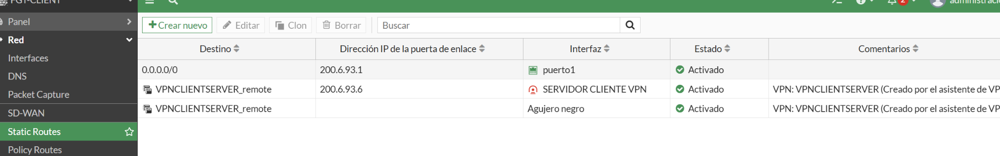 FGT-CLIENT
2 administraci
Panel
Crear nuevo Editar Clon Borrar Buscar
Red
Destino Dirección IP de la puerta de enlace Interfaz Estado Comentarios
Interfaces
0.0.0.0/0 200.6.93.1 puerto1 Activado
DNS
VPNCLIENTSERVER_remote 200.6.93.6 SERVIDOR CLIENTE VPN Activado VPN: VPNCLIENTSERVER (Creado por el asistente de VP
Packet Capture
VPNCLIENTSERVER_remote Agujero negro Activado VPN: VPNCLIENTSERVER (Creado por el asistente de VP
SD-WAN
Static Routes
Policy Routes